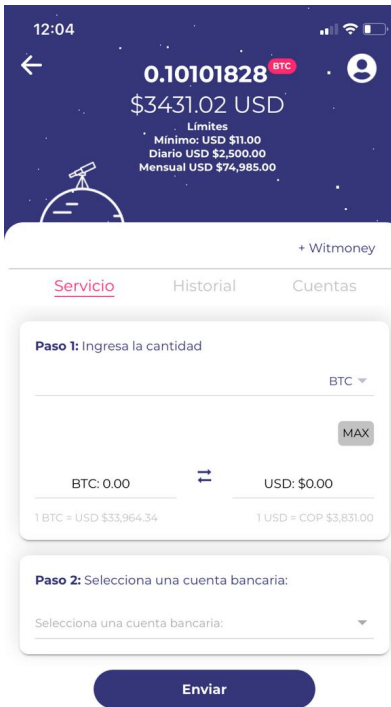 12:04
0.10101828 BTC
$3431.02 USD
Límites
Mínimo: USD $11.00
Diario USD $2,500.00
Mensual USD $74,985.00
+ Witmoney
Servicio Historial Cuentas
Paso 1: Ingresa la cantidad
BTC
MAX
BTC: 0.00 USD: $0.00
1 BTC = USD $33,964.34 1 USD = COP $3,831.00
Paso 2: Selecciona una cuenta bancaria:
Selecciona una cuenta bancaria:
Enviar